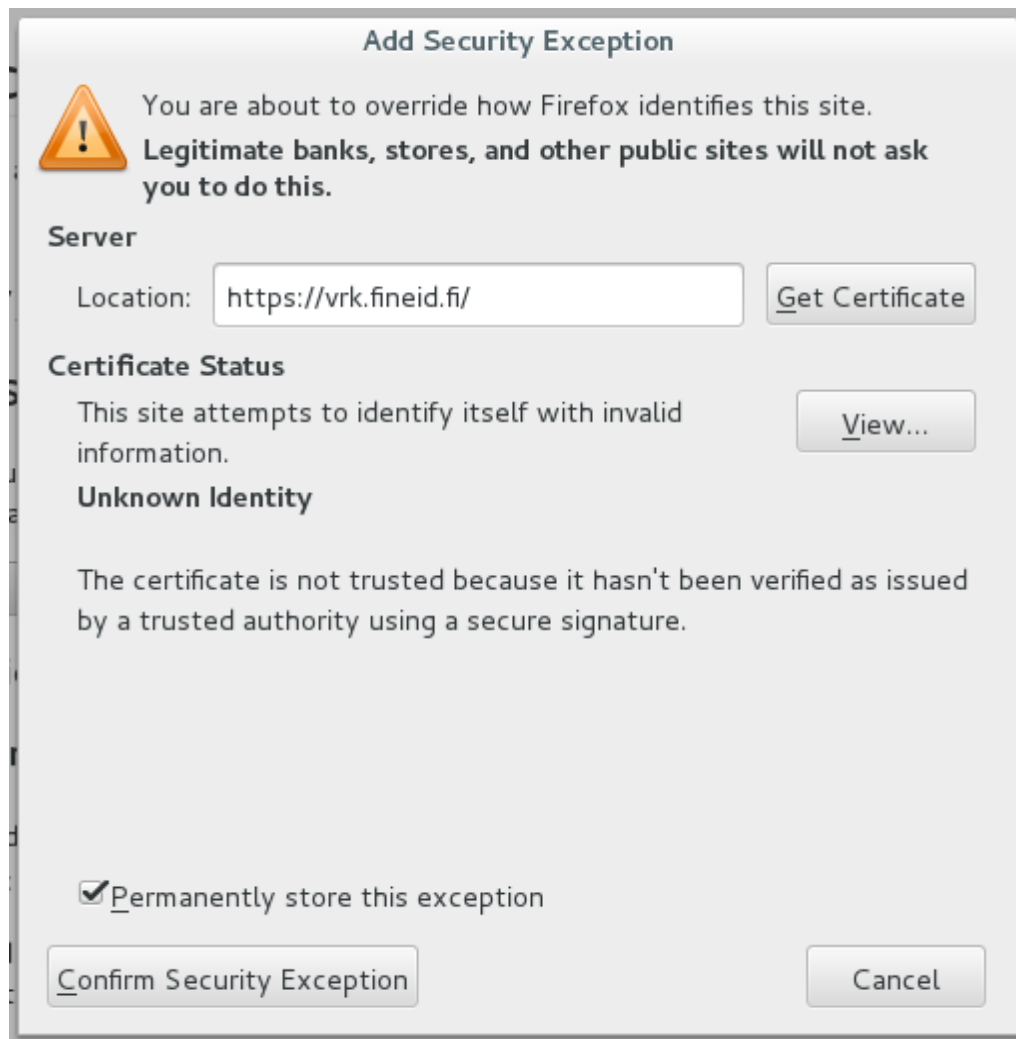 Add Security Exception
You are about to override how Firefox identifies this site.
Legitimate banks, stores, and other public sites will not ask
you to do this.
Server
Location:
https://vrk.fineid.fi/
Get Certificate
Certificate Status
This site attempts to identify itself with invalid
information.
View...
Unknown Identity
The certificate is not trusted because it hasn't been verified as issued
by a trusted authority using a secure signature.
Permanently store this exception
Confirm Security Exception
Cancel